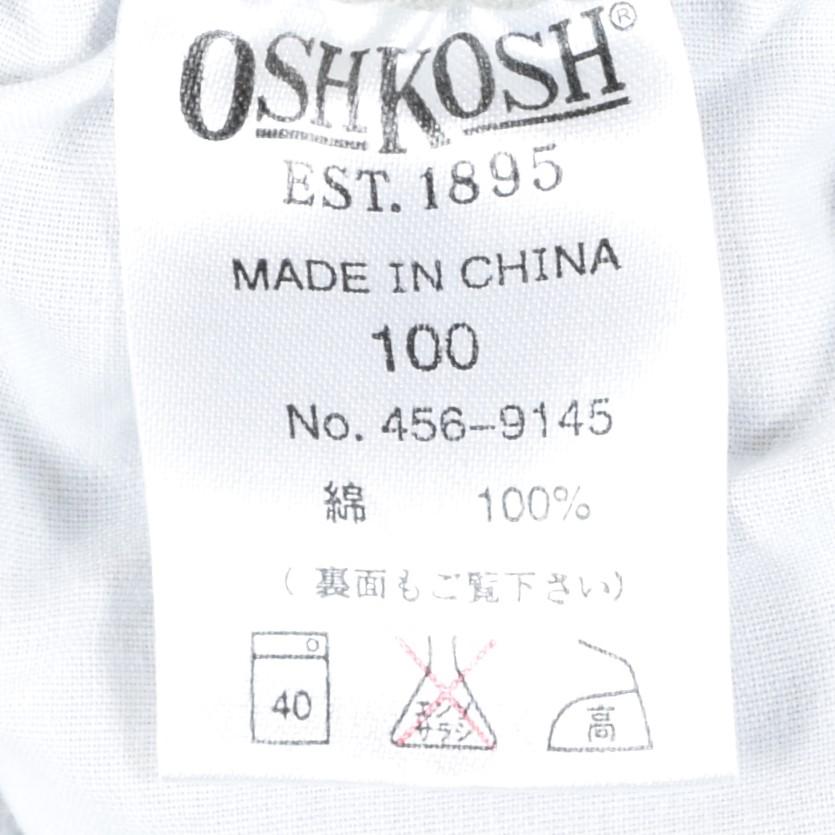 OSHKOSH®
EST. 1895
MADE IN CHINA
100
No. 456-9145
綿 100%
(裏面もご覧下さい)
40
エンソ
サラシ
高